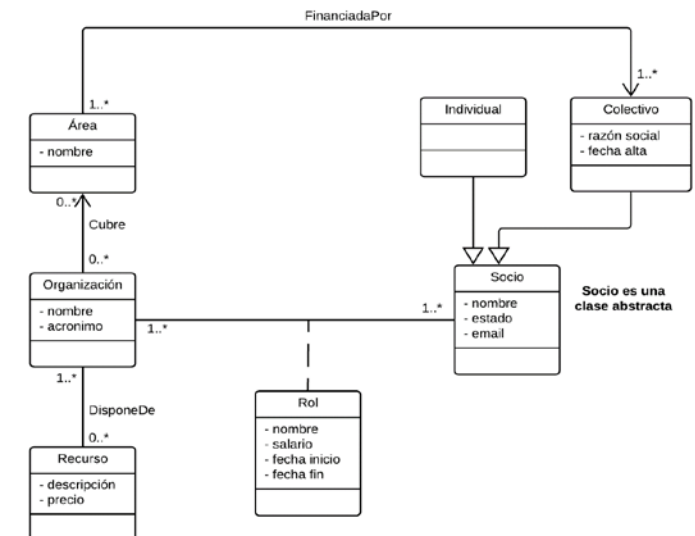 FinanciadaPor
1..*
1..*
Área
- nombre
Individual
Colectivo
- razón social
- fecha alta
0..*
Cubre
0..*
Organización
- nombre
- acronimo
1..*
1..*
Socio
- nombre
- estado
- email
Socio es una
clase abstracta
1..*
DisponeDe
0..*
Rol
- nombre
- salario
- fecha inicio
- fecha fin
Recurso
- descripción
- precio